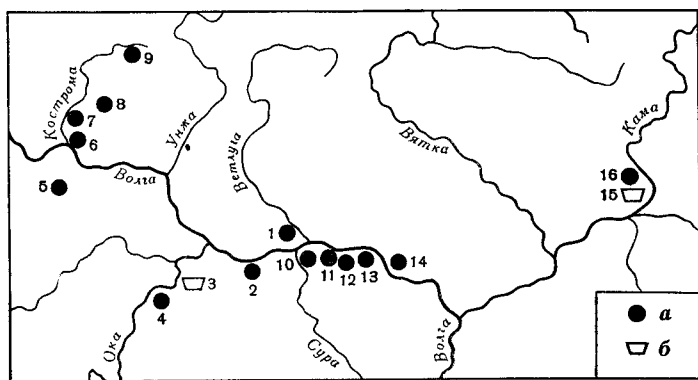 9
Кострома
8
7
6
Унжа
Ветлуга
Вятка
Кама
16
15
5
Волга
1
10
11
12
13
14
2
3
4
Ока
Сура
Волга
а
б